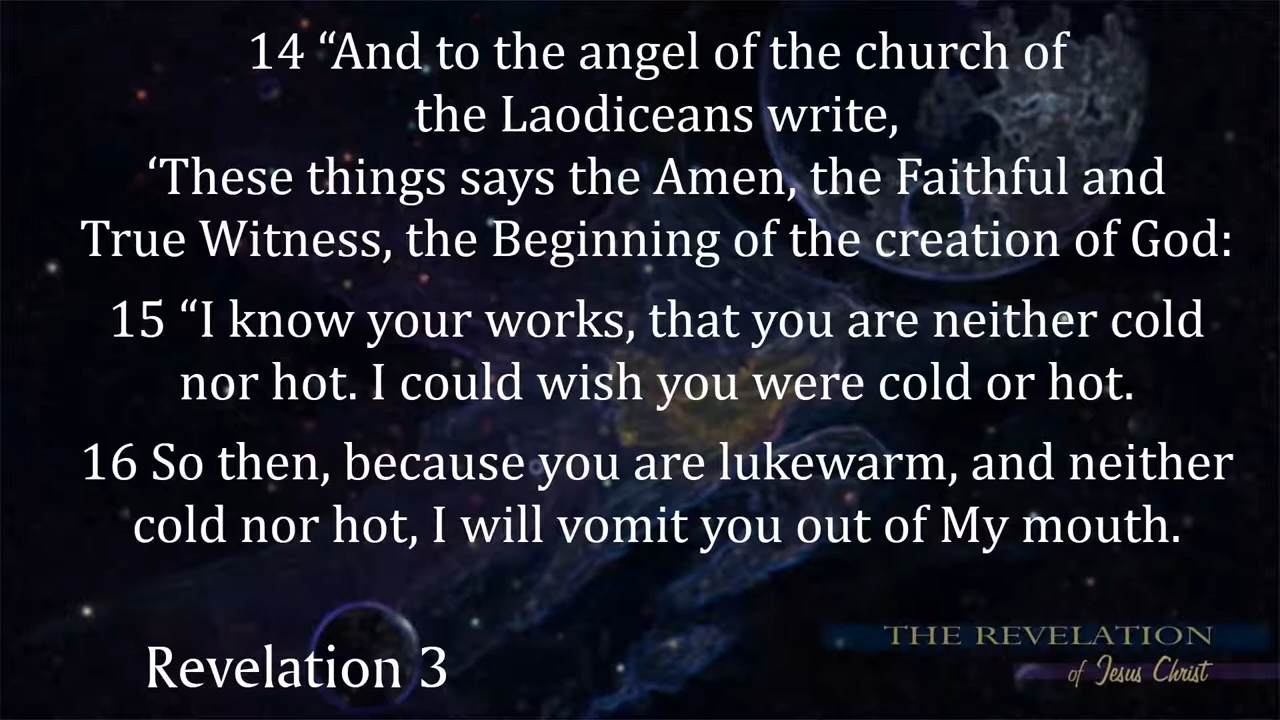 14 “And to the angel of the church of
the Laodiceans write,
‘These things says the Amen, the Faithful and
True Witness, the Beginning of the creation of God:
15 “I know your works, that you are neither cold
nor hot. I could wish you were cold or hot.
16 So then, because you are lukewarm, and neither
cold nor hot, I will vomit you out of My mouth.
Revelation 3
THE REVELATION
of Jesus Christ